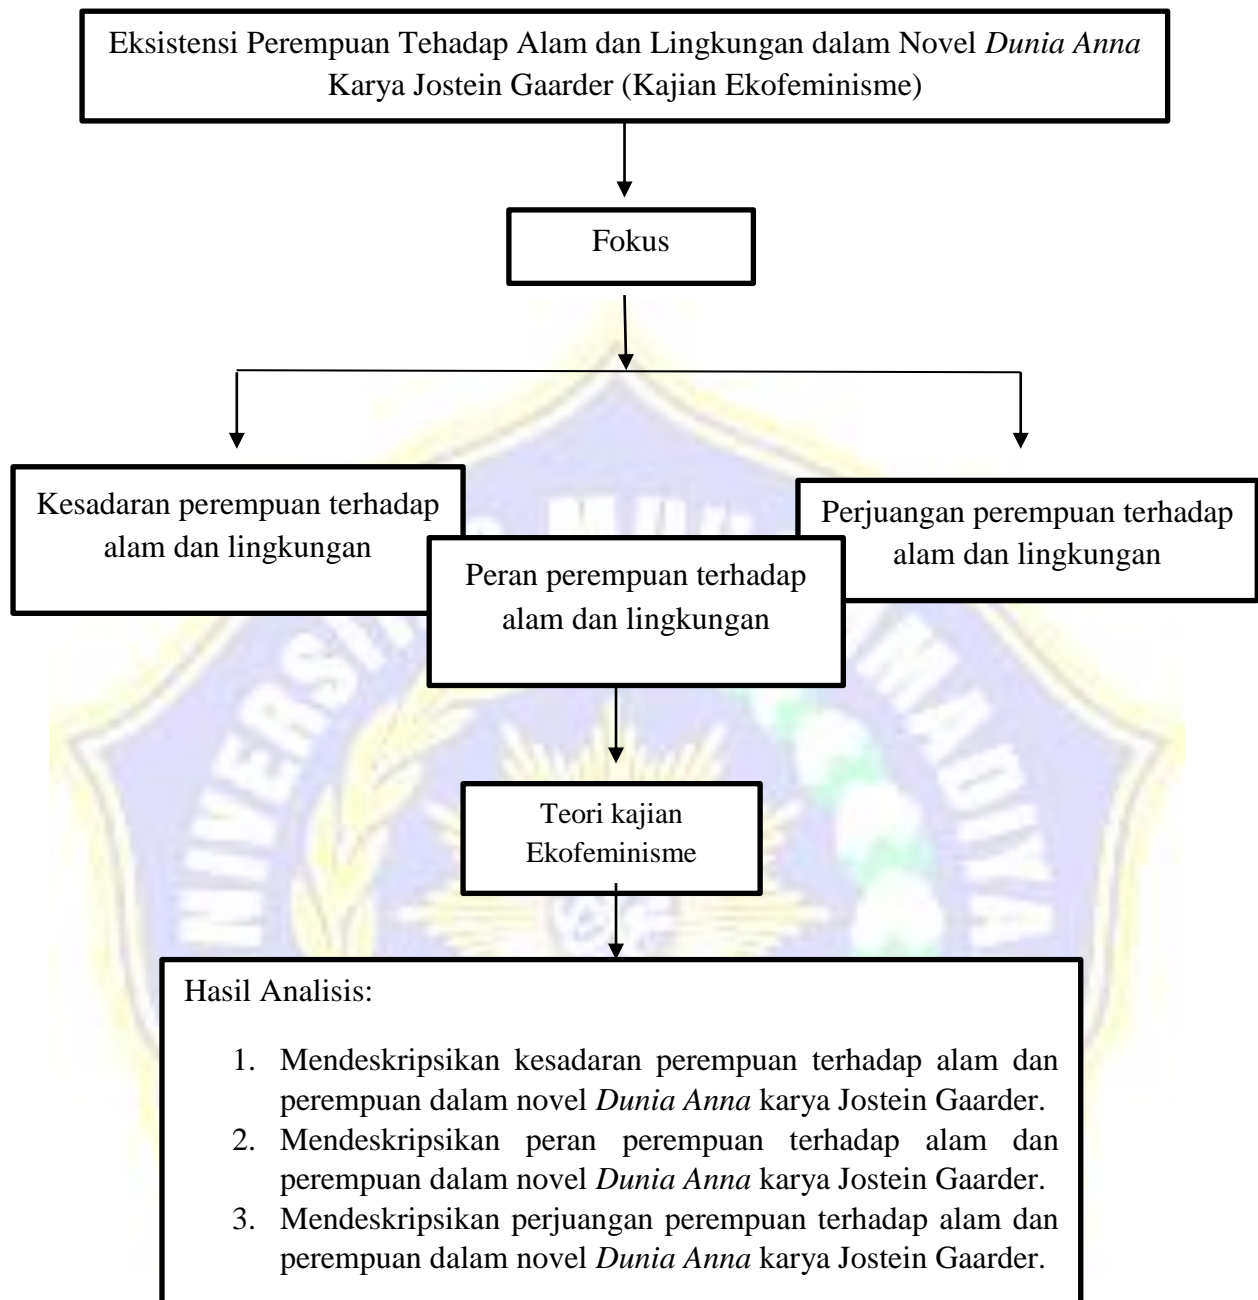 Eksistensi Perempuan Tehadap Alam dan Lingkungan dalam Novel Dunia Anna
Karya Jostein Gaarder (Kajian Ekofeminisme)
Fokus
Kesadaran perempuan terhadap
alam dan lingkungan
Peran perempuan terhadap
alam dan lingkungan
Perjuangan perempuan terhadap
alam dan lingkungan
Teori kajian
Ekofeminisme
Hasil Analisis:
1. Mendeskripsikan kesadaran perempuan terhadap alam dan
perempuan dalam novel Dunia Anna karya Jostein Gaarder.
2. Mendeskripsikan peran perempuan terhadap alam dan
perempuan dalam novel Dunia Anna karya Jostein Gaarder.
3. Mendeskripsikan perjuangan perempuan terhadap alam dan
perempuan dalam novel Dunia Anna karya Jostein Gaarder.